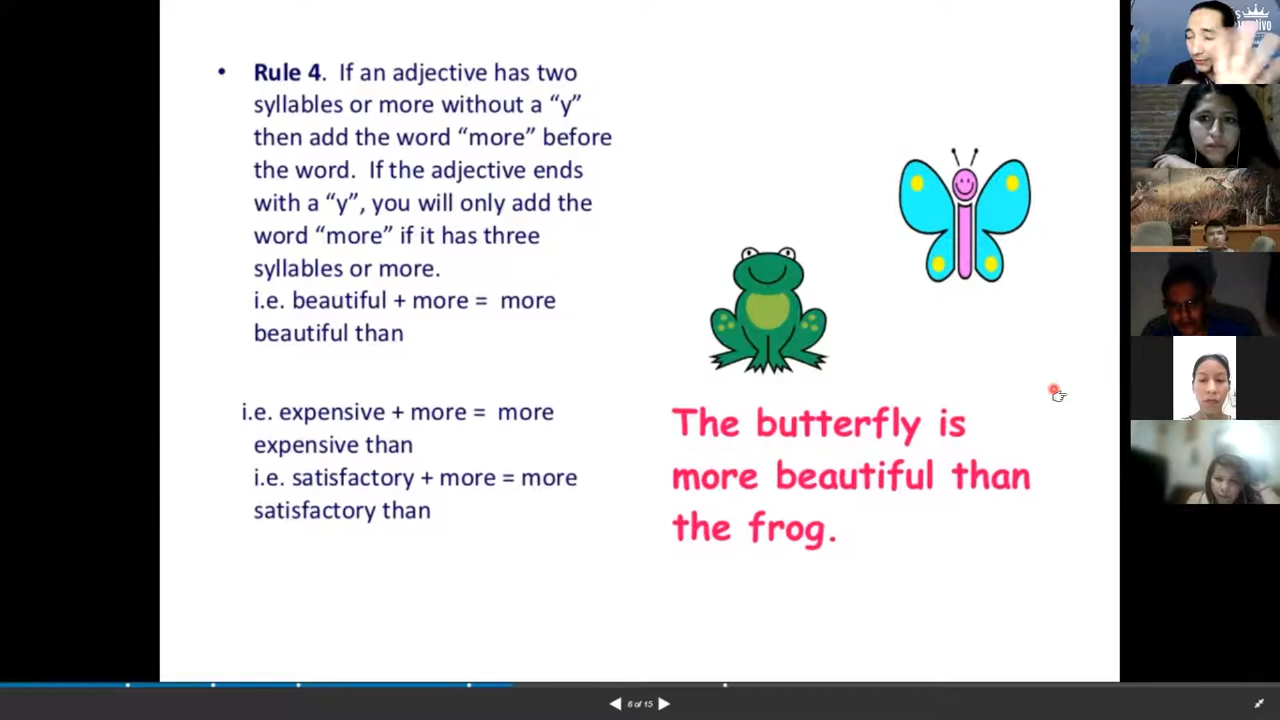 • Rule 4. If an adjective has two
syllables or more without a “y”
then add the word “more” before
the word. If the adjective ends
with a “y”, you will only add the
word “more” if it has three
syllables or more.
i.e. beautiful + more = more
beautiful than
i.e. expensive + more = more
expensive than
i.e. satisfactory + more = more
satisfactory than
The butterfly is
more beautiful than
the frog.
6 of 15